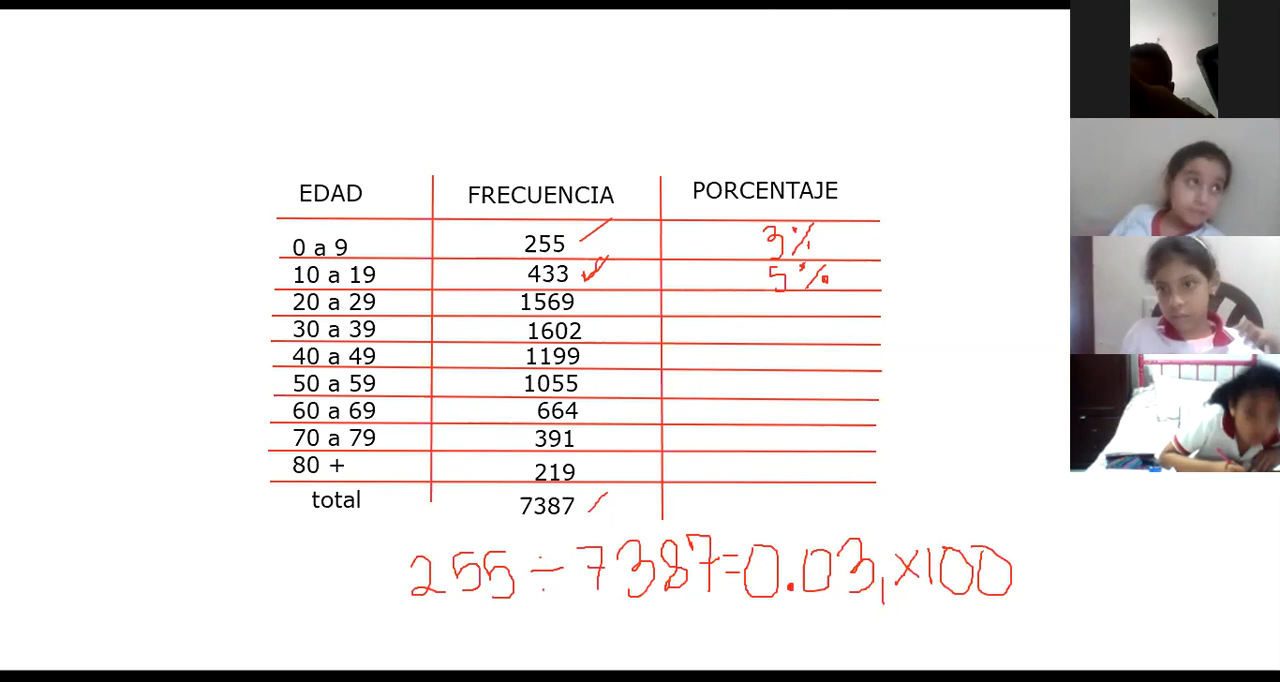 EDAD FRECUENCIA PORCENTAJE
0 a 9 255 3%
10 a 19 433 5%
20 a 29 1569
30 a 39 1602
40 a 49 1199
50 a 59 1055
60 a 69 664
70 a 79 391
80 + 219
total 7387
255 ÷ 7387=0.03, ×100